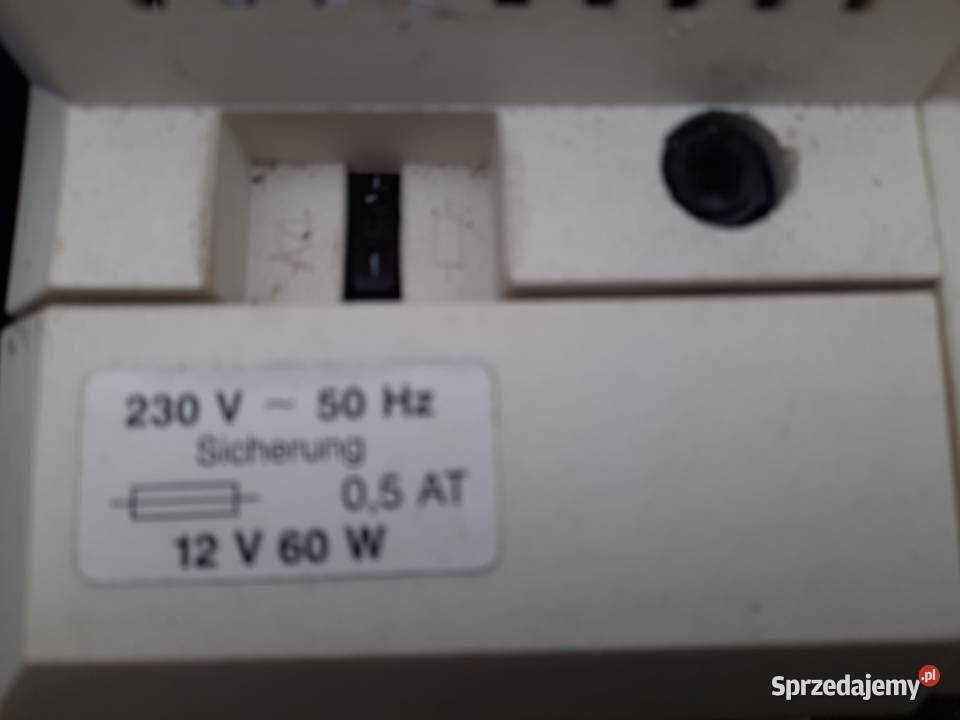 230 V ~ 50 Hz
Sicherung
0,5 AT
12 V 60 W
Sprzedajemy.pl